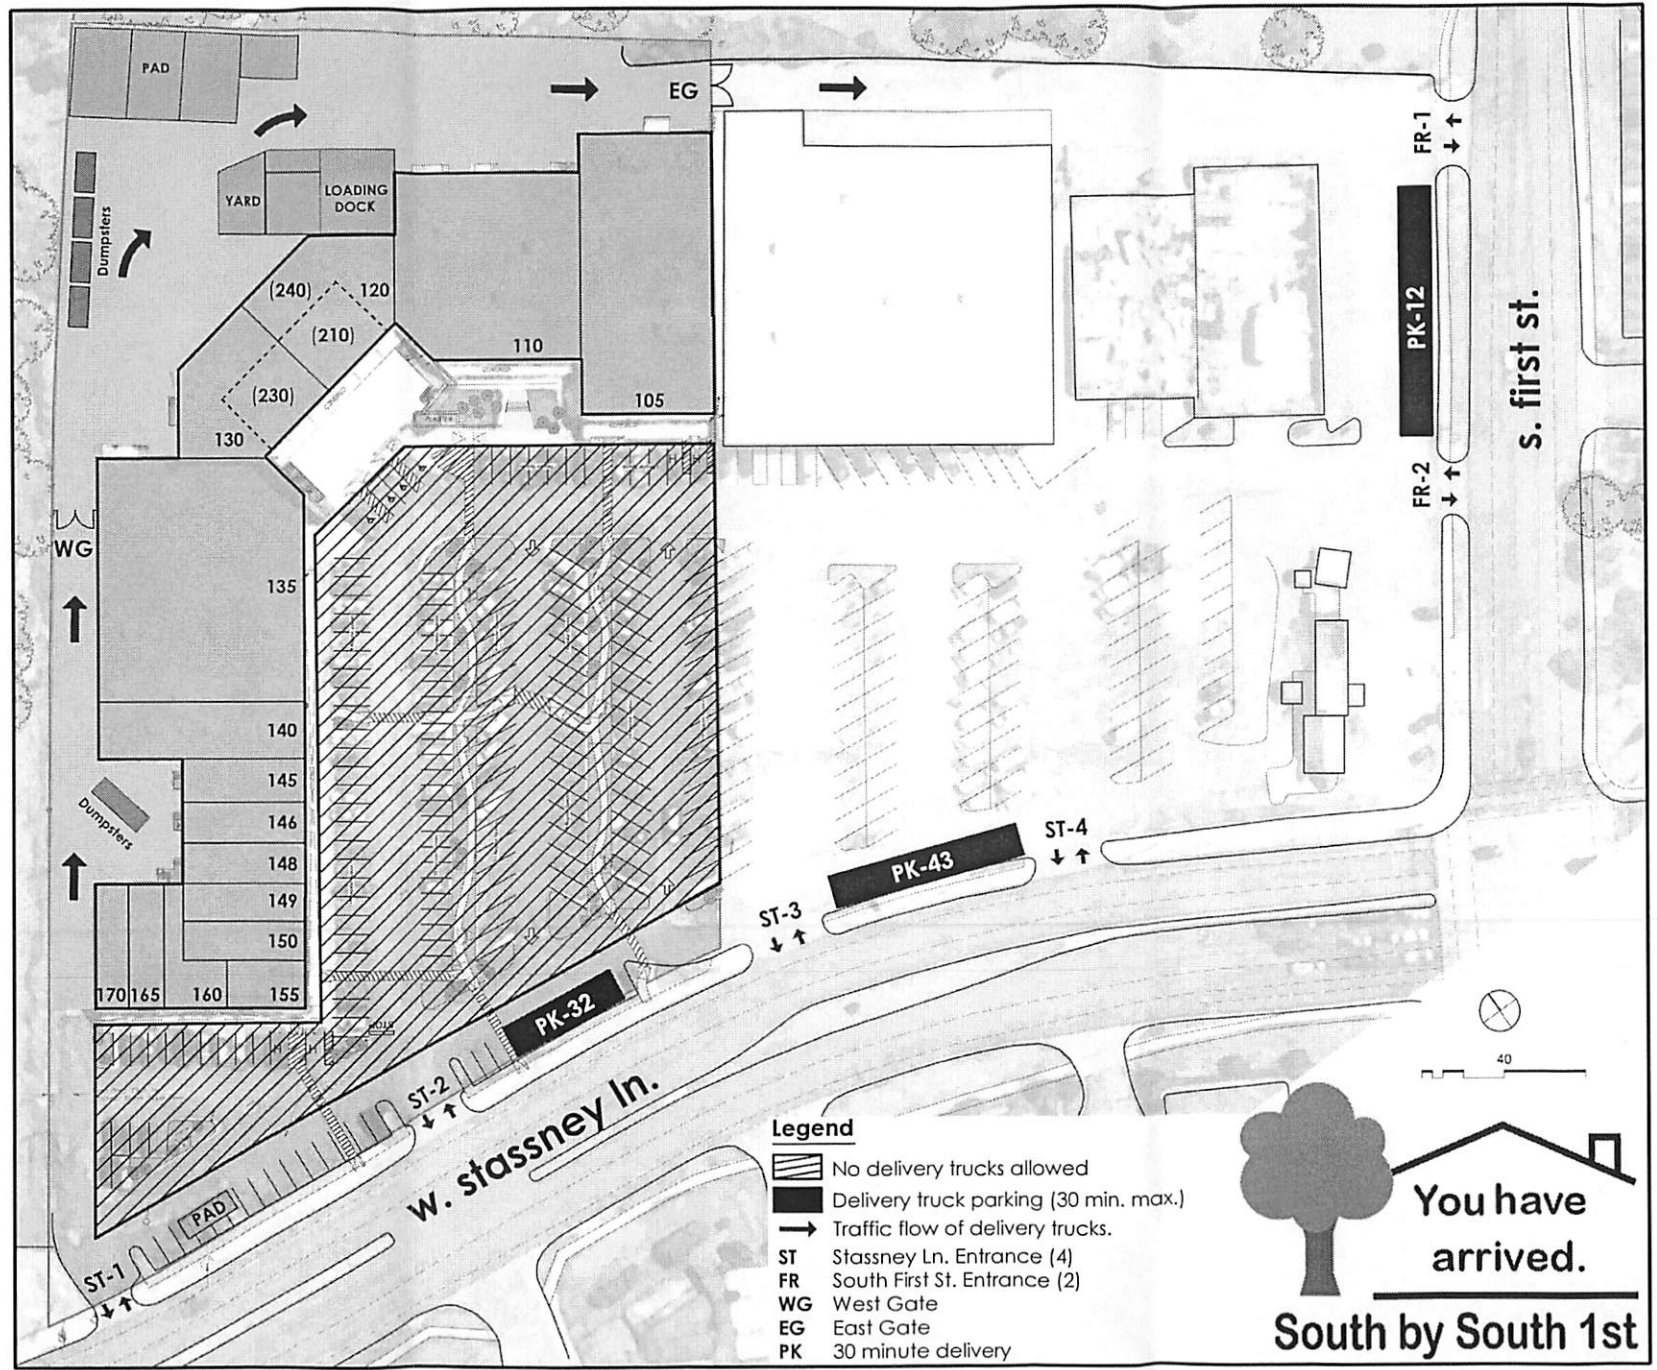 PAD
EG
FR-1
YARD
LOADING
DOCK
Dumpsters
(240)
120
(210)
110
(230)
105
130
PK-12
s. first st.
FR-2
WG
135
140
145
Dumpsters
146
148
149
150
170
165
160
155
ST-4
PK-43
ST-3
PK-32
ST-2
w. stassney ln.
PAD
ST-1
40
Legend
No delivery trucks allowed
Delivery truck parking (30 min. max.)
Traffic flow of delivery trucks.
ST Stassney Ln. Entrance (4)
FR South First St. Entrance (2)
WG West Gate
EG East Gate
PK 30 minute delivery
You have
arrived.
South by South 1st